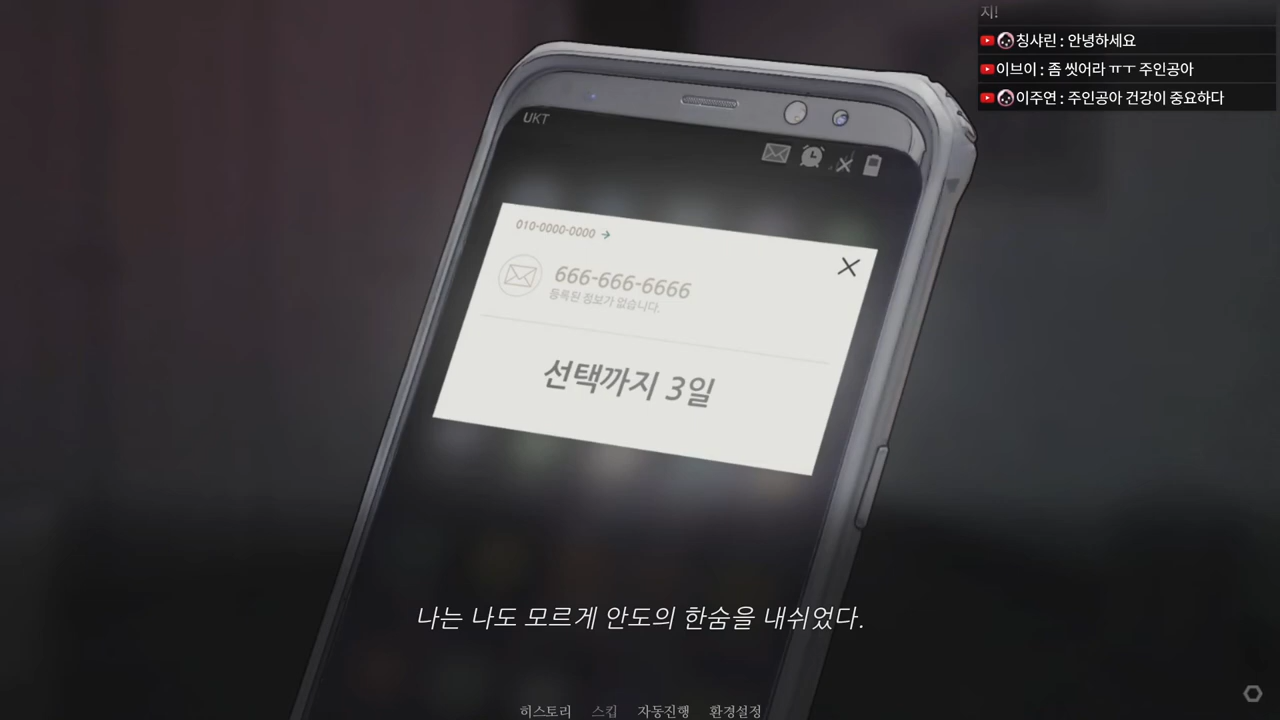 지!
칭샤린 : 안녕하세요
이브이 : 좀 씻어라 ㅠㅜ 주인공아
이주연 : 주인공아 건강이 중요하다
UKT
010-0000-0000 →
666-666-6666
등록된 정보가 없습니다.
선택까지 3일
나는 나도 모르게 안도의 한숨을 내쉬었다.
히스토리 스킵 자동진행 환경설정